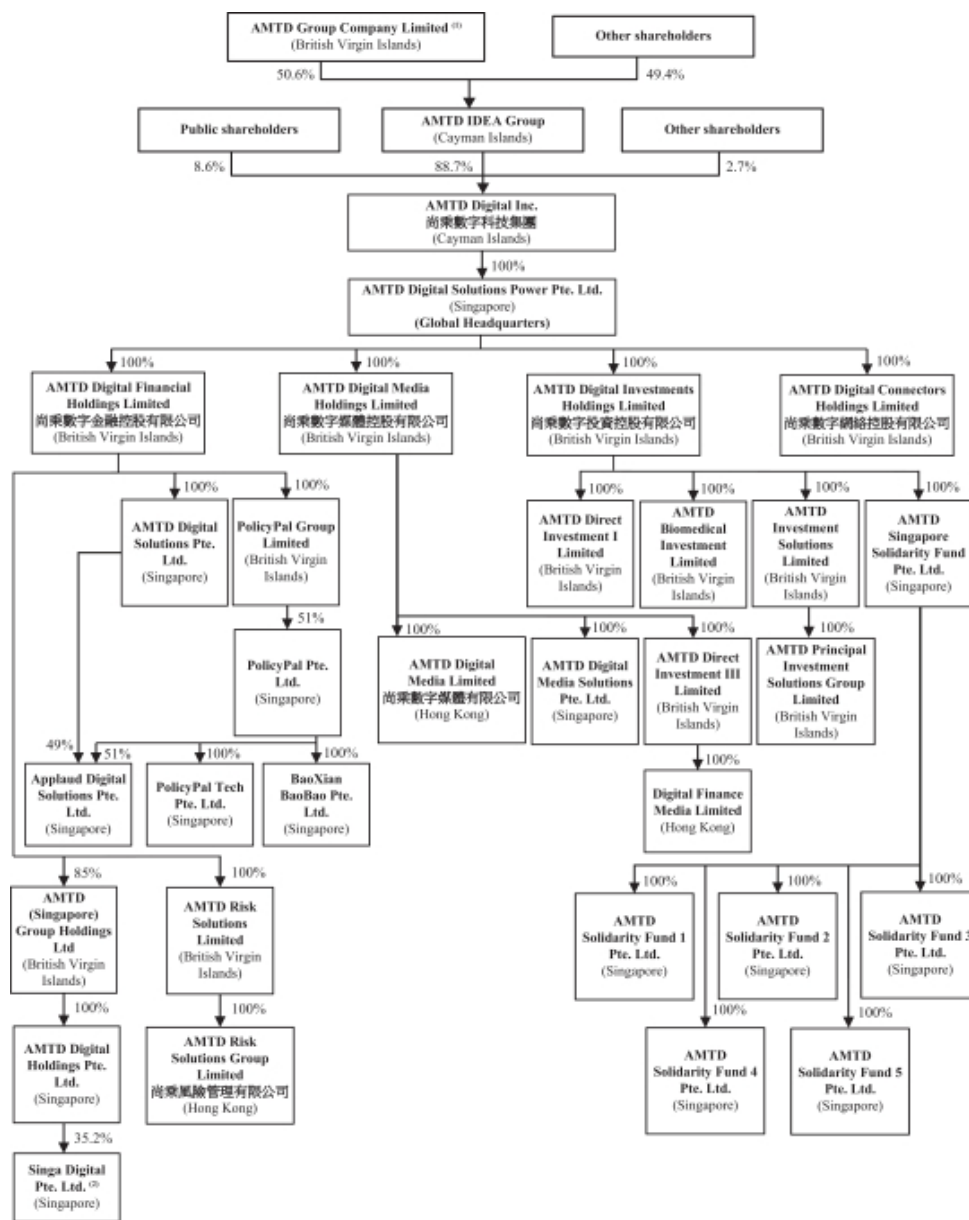 AMTD Group Company Limited (1)
(British Virgin Islands)
Other shareholders
50.6%
49.4%
Public shareholders
AMTD IDEA Group
(Cayman Islands)
Other shareholders
8.6%
88.7%
2.7%
AMTD Digital Inc.
尚乘數字科技集團
(Cayman Islands)
100%
AMTD Digital Solutions Power Pte. Ltd.
(Singapore)
(Global Headquarters)
100%
100%
100%
100%
AMTD Digital Financial
Holdings Limited
尚乘數字金融控股有限公司
(British Virgin Islands)
AMTD Digital Media
Holdings Limited
尚乘數字媒體控股有限公司
(British Virgin Islands)
AMTD Digital Investments
Holdings Limited
尚乘數字投資控股有限公司
(British Virgin Islands)
AMTD Digital Connectors
Holdings Limited
尚乘數字網絡控股有限公司
(British Virgin Islands)
100%
100%
100%
100%
100%
100%
AMTD Digital
Solutions Pte.
Ltd.
(Singapore)
PolicyPal Group
Limited
(British Virgin
Islands)
AMTD Direct
Investment I
Limited
(British Virgin
Islands)
AMTD
Biomedical
Investment
Limited
(British Virgin
Islands)
AMTD
Investment
Solutions
Limited
(British Virgin
Islands)
AMTD
Singapore
Solidarity Fund
Pte. Ltd.
(Singapore)
51%
100%
100%
100%
100%
PolicyPal Pte.
Ltd.
(Singapore)
AMTD Digital
Media Limited
尚乘數字媒體有限公司
(Hong Kong)
AMTD Digital
Media Solutions
Pte. Ltd.
(Singapore)
AMTD Direct
Investment III
Limited
(British Virgin
Islands)
AMTD Principal
Investment
Solutions Group
Limited
(British Virgin
Islands)
49%
51%
100%
100%
100%
Applaud Digital
Solutions Pte.
Ltd.
(Singapore)
PolicyPal Tech
Pte. Ltd.
(Singapore)
BaoXian
BaoBao Pte.
Ltd.
(Singapore)
Digital Finance
Media Limited
(Hong Kong)
85%
100%
100%
100%
100%
AMTD
(Singapore)
Group Holdings
Ltd
(British Virgin
Islands)
AMTD Risk
Solutions
Limited
(British Virgin
Islands)
AMTD
Solidarity Fund 1
Pte. Ltd.
(Singapore)
AMTD
Solidarity Fund 2
Pte. Ltd.
(Singapore)
AMTD
Solidarity Fund 3
Pte. Ltd.
(Singapore)
100%
100%
100%
100%
AMTD Digital
Holdings Pte.
Ltd.
(Singapore)
AMTD Risk
Solutions Group
Limited
尚乘風險管理有限公司
(Hong Kong)
AMTD
Solidarity Fund 4
Pte. Ltd.
(Singapore)
AMTD
Solidarity Fund 5
Pte. Ltd.
(Singapore)
35.2%
Singa Digital
Pte. Ltd. (2)
(Singapore)